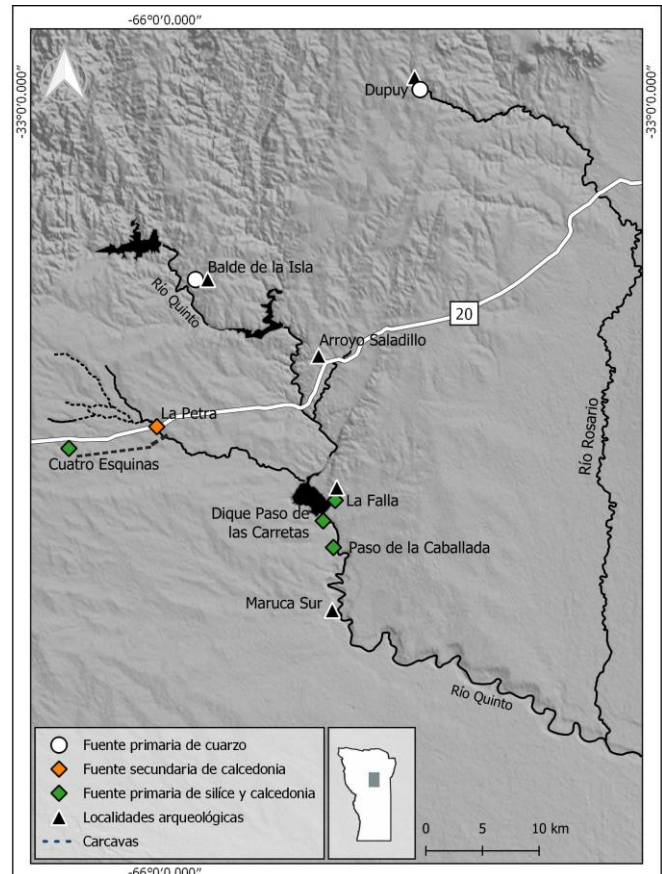 -66°0'0.000"
-33°0'0.000"
-33°0'0.000"
Dupuy
Balde de la Isla
Río Quinto
20
Arroyo Saladillo
La Petra
Cuatro Esquinas
Río Rosario
La Falla
Dique Paso de
las Carretas
Paso de la Caballada
Maruca Sur
Río Quinto
Fuente primaria de cuarzo
Fuente secundaria de calcedonia
Fuente primaria de silíce y calcedonia
Localidades arqueológicas
Carcavas
0 5 10 km
-66°0'0.000"